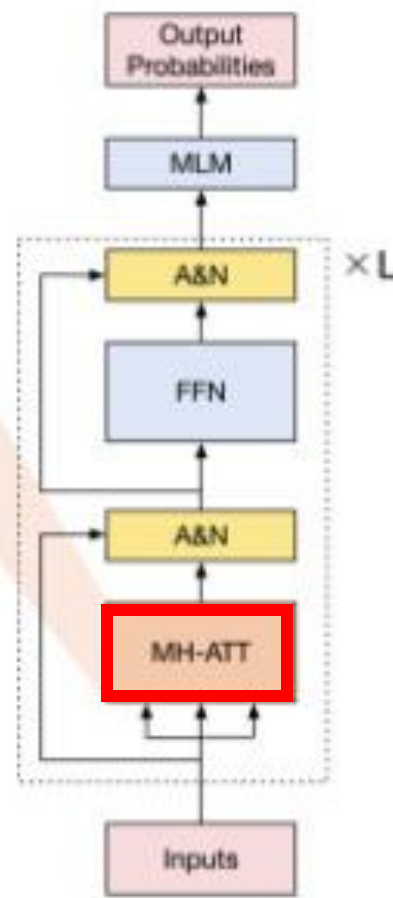 Output
Probabilities
MLM
A&N
× L
FFN
A&N
MH-ATT
Inputs